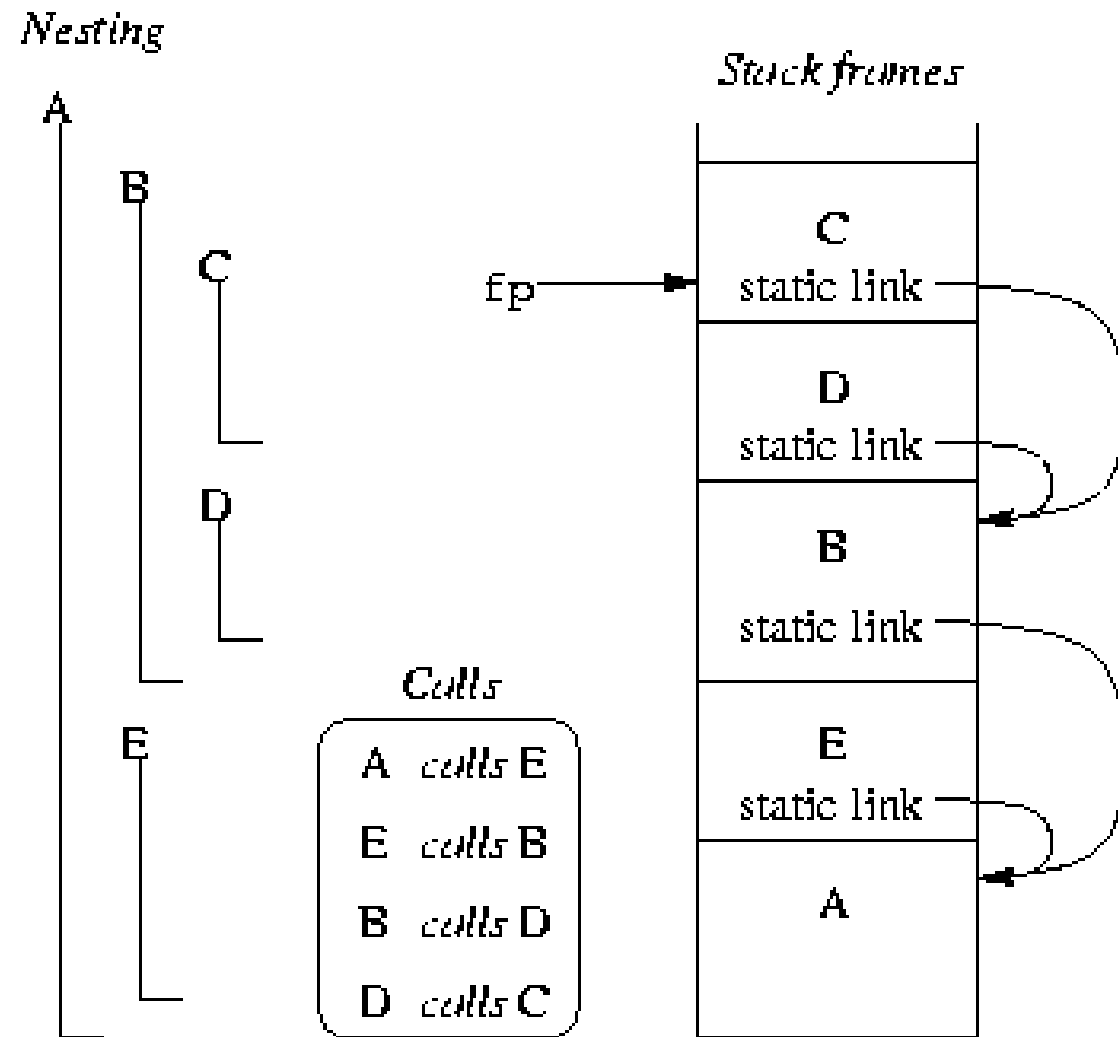 Nesting
A
B
C
D
E
Calls
A calls E
E calls B
B calls D
D calls C
Stack frames
fp
C
static link
D
static link
B
static link
E
static link
A